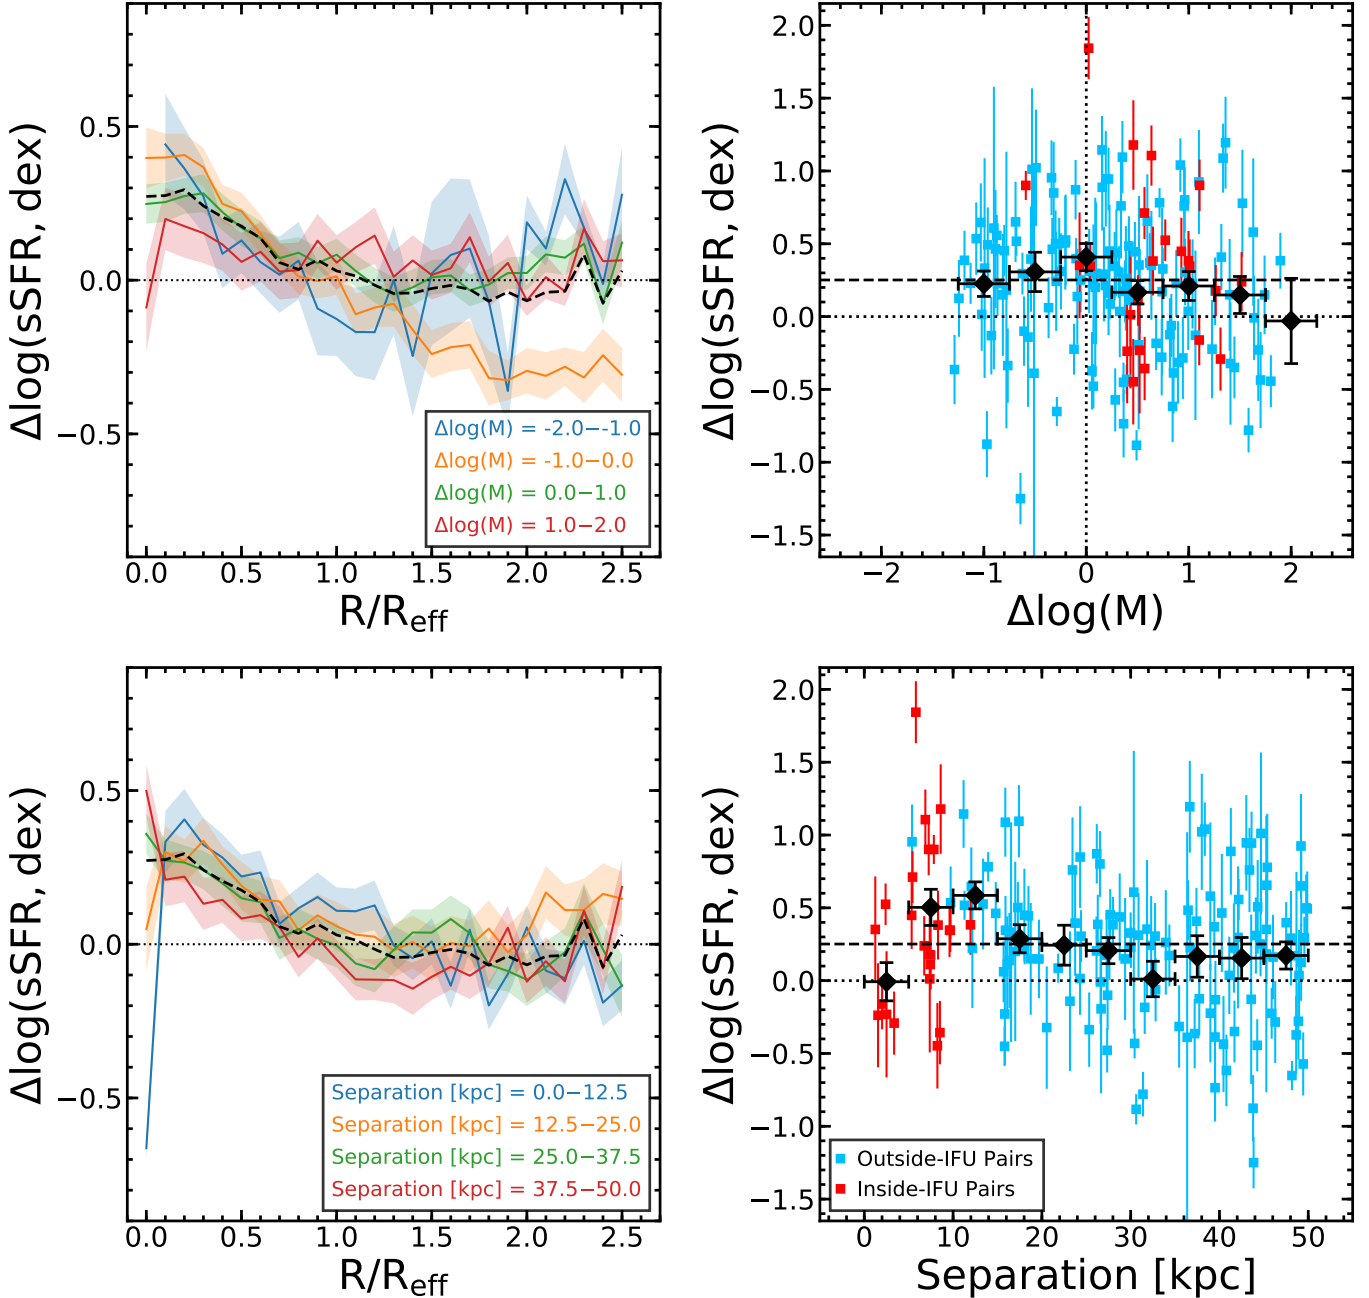 Δlog(sSFR, dex)
0.5
0.0
−0.5
Δlog(M) = -2.0−-1.0
Δlog(M) = -1.0−0.0
Δlog(M) = 0.0−1.0
Δlog(M) = 1.0−2.0
0.0 0.5 1.0 1.5 2.0 2.5
R/Reff
Δlog(sSFR, dex)
2.0
1.5
1.0
0.5
0.0
−0.5
−1.0
−1.5
−2 −1 0 1 2
Δlog(M)
Δlog(sSFR, dex)
0.5
0.0
−0.5
Separation [kpc] = 0.0−12.5
Separation [kpc] = 12.5−25.0
Separation [kpc] = 25.0−37.5
Separation [kpc] = 37.5−50.0
0.0 0.5 1.0 1.5 2.0 2.5
R/Reff
Δlog(sSFR, dex)
2.0
1.5
1.0
0.5
0.0
−0.5
−1.0
−1.5
Outside-IFU Pairs
Inside-IFU Pairs
0 10 20 30 40 50
Separation [kpc]